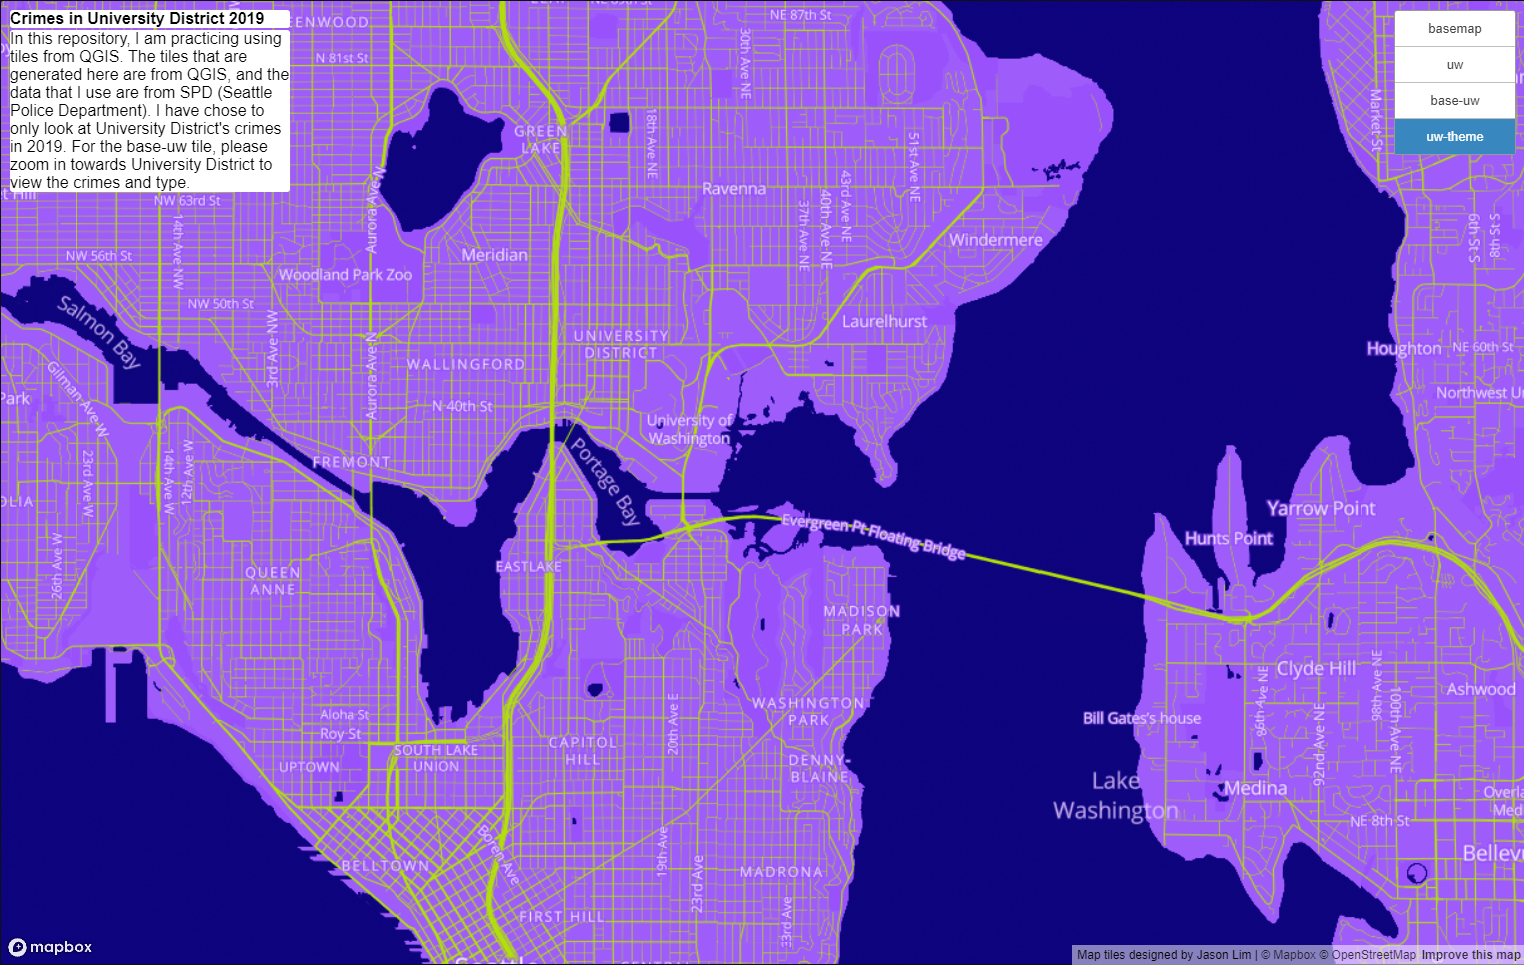 Crimes in University District 2019
In this repository, I am practicing using
tiles from QGIS. The tiles that are
generated here are from QGIS, and the
data that I use are from SPD (Seattle
Police Department). I have chose to
only look at University District's crimes
in 2019. For the base-uw tile, please
zoom in towards University District to
view the crimes and type.
basemap
uw
base-uw
uw-theme
NE 87th St
N 81st St
30th Ave NE
Market St
GREEN
LAKE
18th Ave NE
51st Ave NE
Ravenna
43rd Ave NE
40th Ave NE
37th Ave NE
NW 63rd St
14th Ave NW
Aurora Ave N
6th St S
8th St S
Windermere
NW 56th St
Meridian
Woodland Park Zoo
NW 50th St
Salmon Bay
Laurelhurst
UNIVERSITY
DISTRICT
3rd Ave NW
Aurora Ave N
WALLINGFORD
Houghton
NE 60th St
Gilman Ave W
Park
Northwest Un
N 40th St
University of
Washington
FREMONT
Portage Bay
23rd Ave W
14th Ave W
12th Ave W
OLIA
Yarrow Point
Evergreen Pt Floating Bridge
Hunts Point
26th Ave W
EASTLAKE
QUEEN
ANNE
MADISON
PARK
Clyde Hill
86th Ave NE
98th Ave NE
100th Ave NE
92nd Ave NE
Ashwood
20th Ave E
WASHINGTON
PARK
Bill Gates's house
Aloha St
Roy St
SOUTH LAKE
UNION
CAPITOL
HILL
UPTOWN
DENNY-
BLAINE
Lake
Washington
Medina
Overla
Med
NE 8th St
Boren Ave
19th Ave
23rd Ave
BELLTOWN
MADRONA
Bellev
FIRST HILL
33rd Ave
mapbox
Map tiles designed by Jason Lim | © Mapbox © OpenStreetMap Improve this map